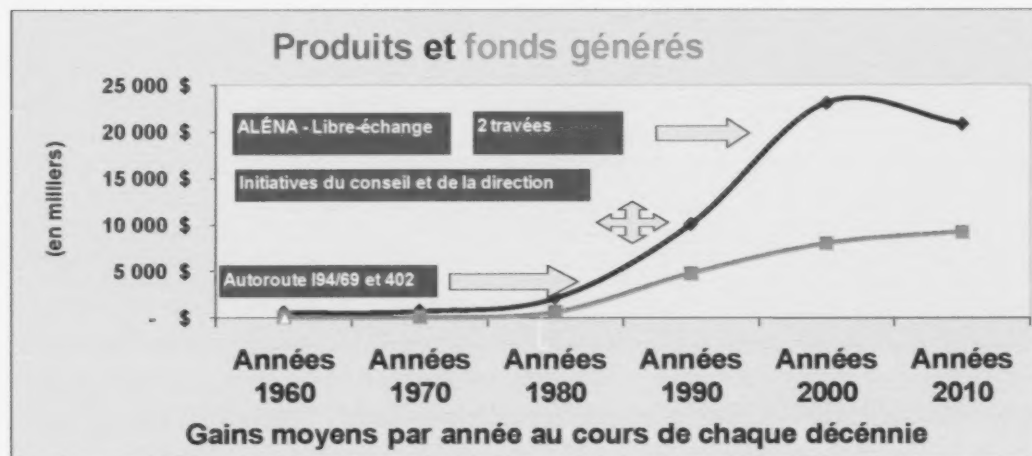 Produits et fonds générés
25 000 $
20 000 $
15 000 $
10 000 $
5 000 $
- $
(en milliers)
ALÉNA - Libre-échange
2 travées
Initiatives du conseil et de la direction
Autoroute I94/69 et 402
Années 1960
Années 1970
Années 1980
Années 1990
Années 2000
Années 2010
Gains moyens par année au cours de chaque décénnie